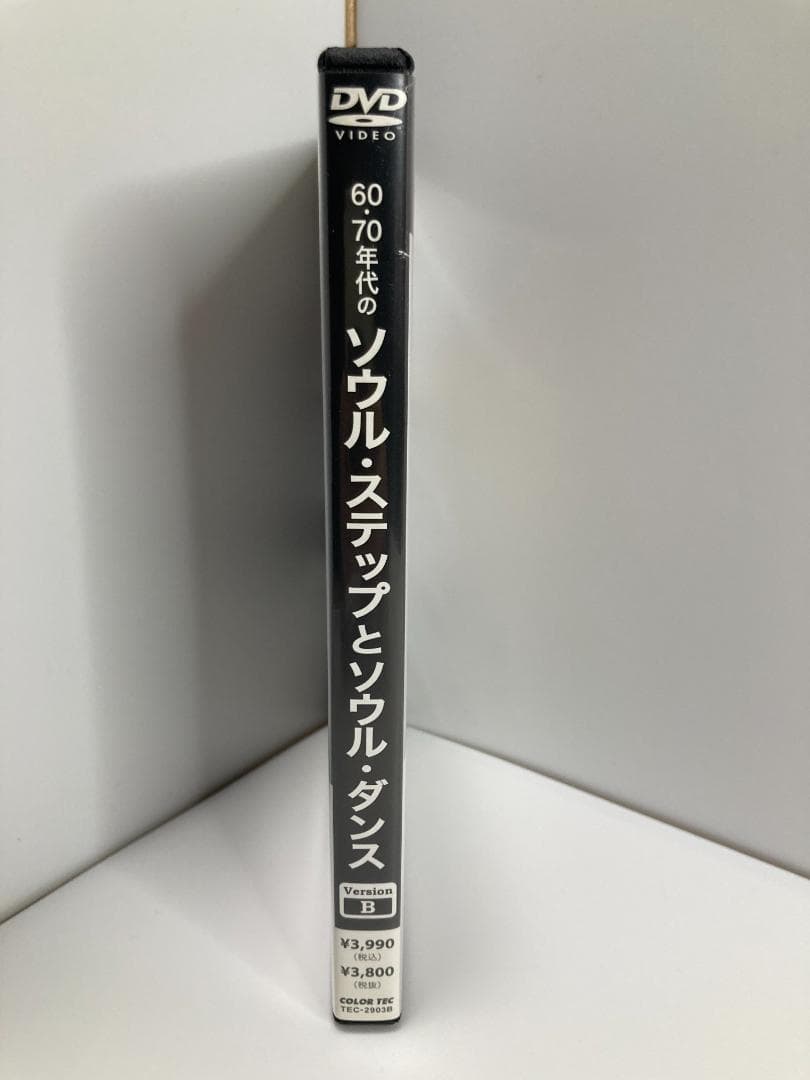 DVD
VIDEO
60・70年代の
ソウル・ステップとソウル・ダンス
Version
B
¥3,990
(税込)
¥3,800
(税抜)
COLOR TEC
TEC-2903B